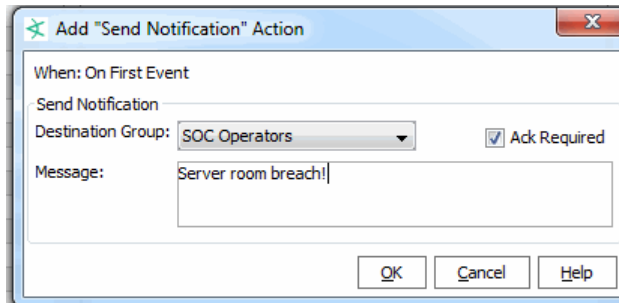 Add "Send Notification" Action
When: On First Event
Send Notification
Destination Group: SOC Operators Ack Required
Message: Server room breach!
OK Cancel Help